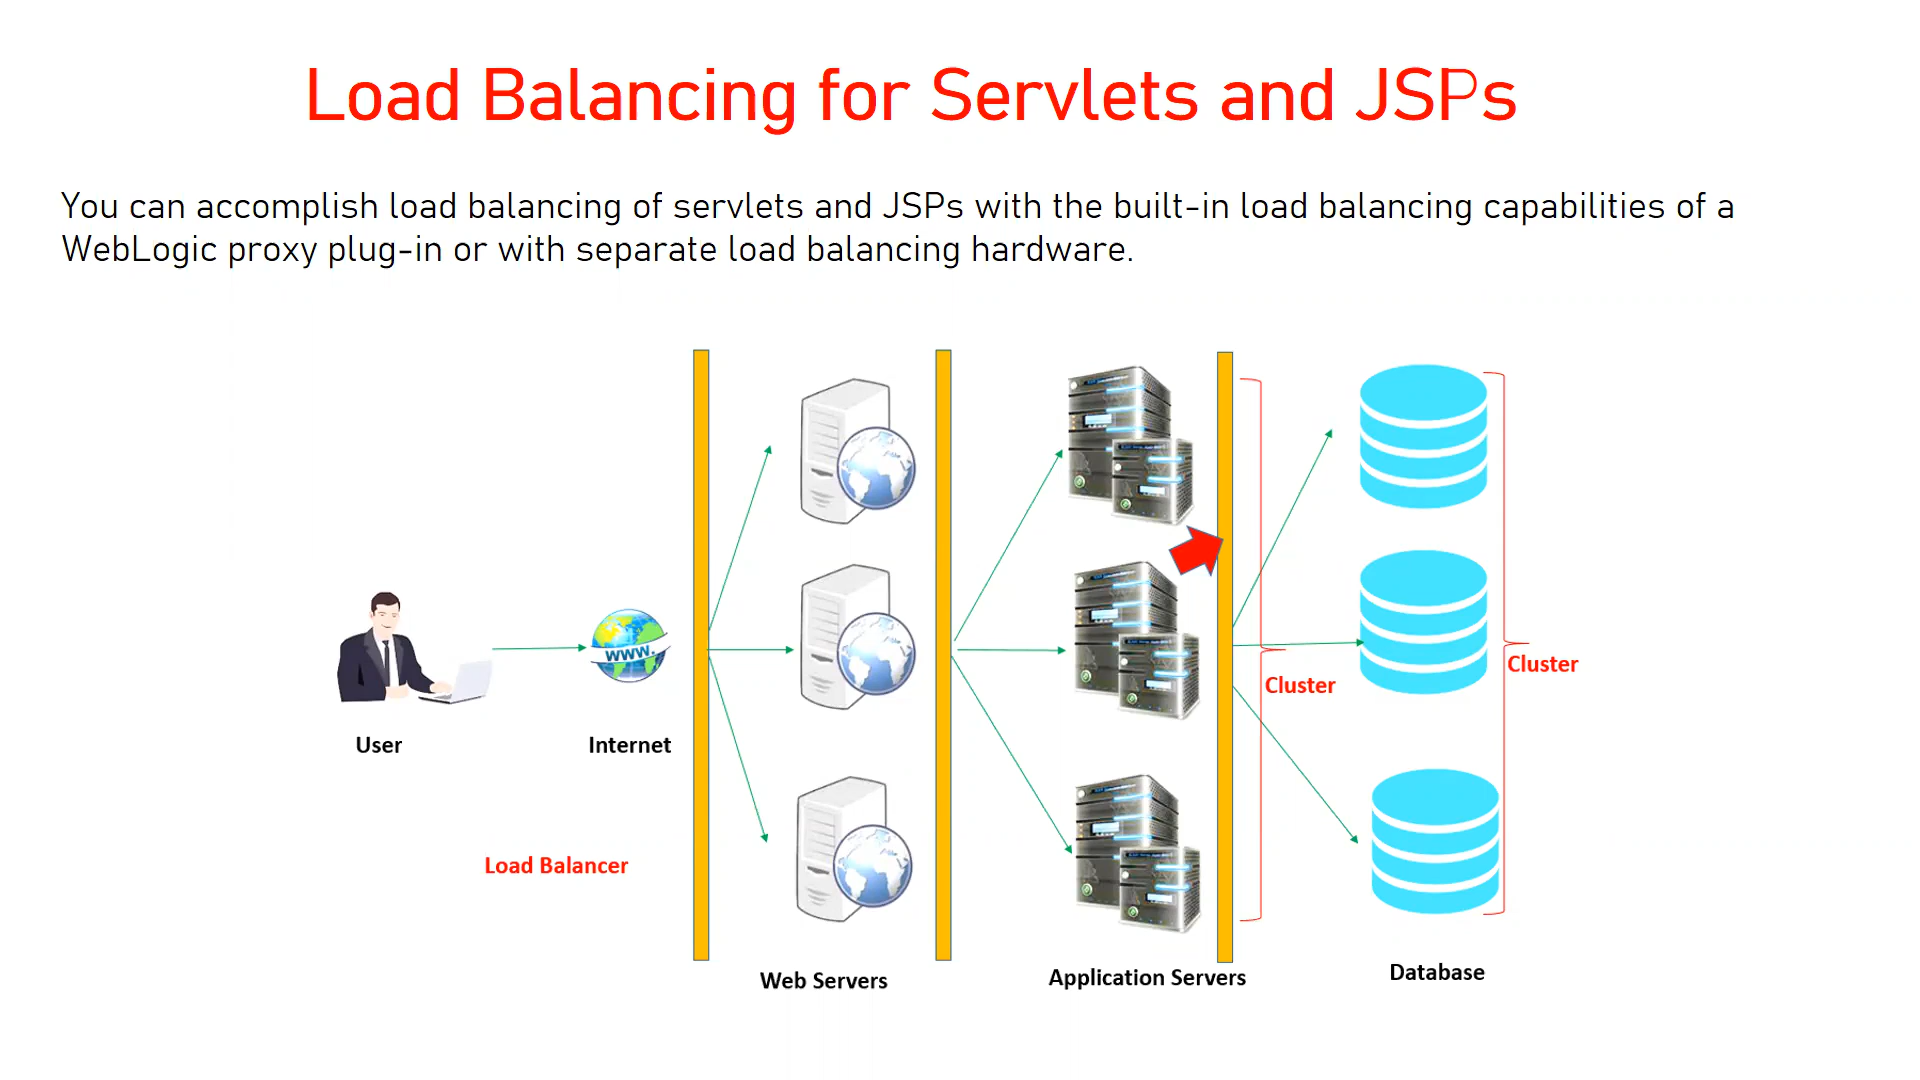 Load Balancing for Servlets and JSPs
You can accomplish load balancing of servlets and JSPs with the built-in load balancing capabilities of a
WebLogic proxy plug-in or with separate load balancing hardware.
www.
Cluster
Cluster
User
Internet
Load Balancer
Web Servers
Application Servers
Database